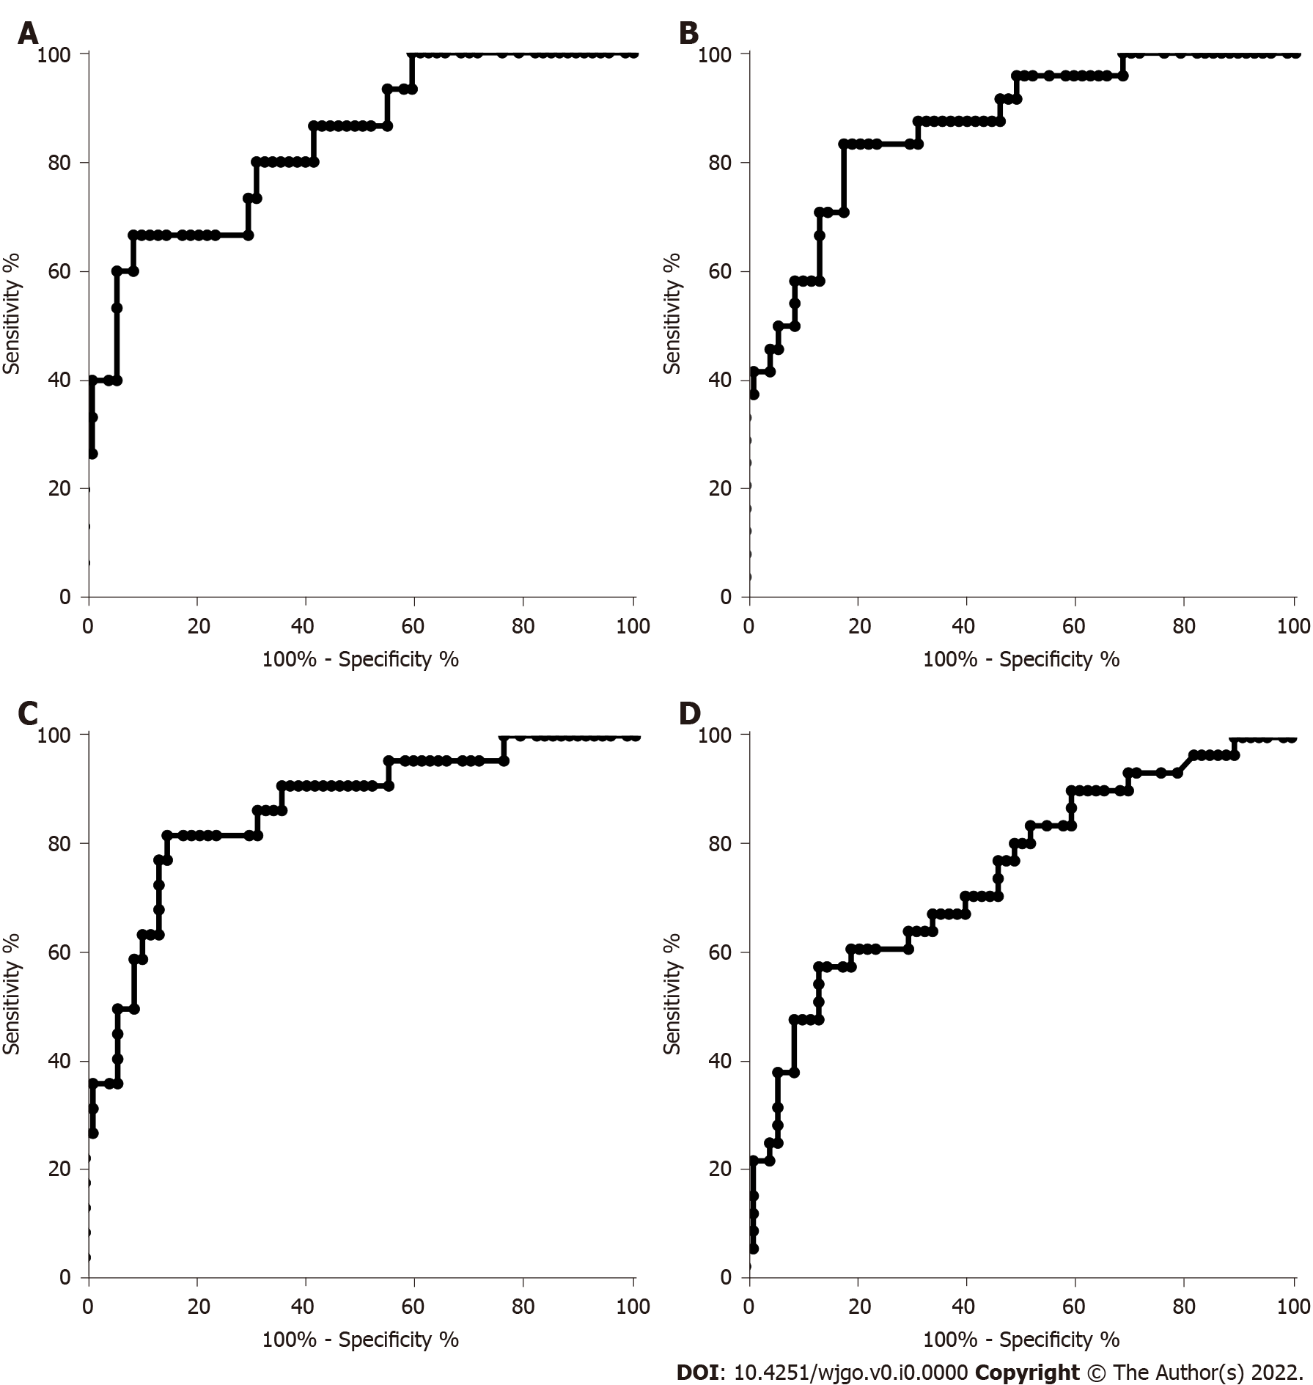 A
100
80
60
40
20
0
Sensitivity %
0 20 40 60 80 100
100% - Specificity %
B
100
80
60
40
20
0
Sensitivity %
0 20 40 60 80 100
100% - Specificity %
C
100
80
60
40
20
0
Sensitivity %
0 20 40 60 80 100
100% - Specificity %
D
100
80
60
40
20
0
Sensitivity %
0 20 40 60 80 100
100% - Specificity %
DOI: 10.4251/wjgo.v0.i0.0000 Copyright © The Author(s) 2022.